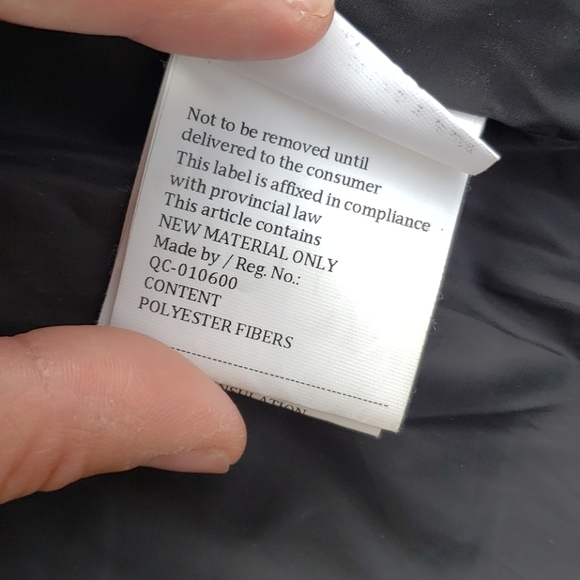 Not to be removed until
delivered to the consumer
This label is affixed in compliance
with provincial law
This article contains
NEW MATERIAL ONLY
Made by / Reg. No.:
QC-010600
CONTENT
POLYESTER FIBERS
INSULATION